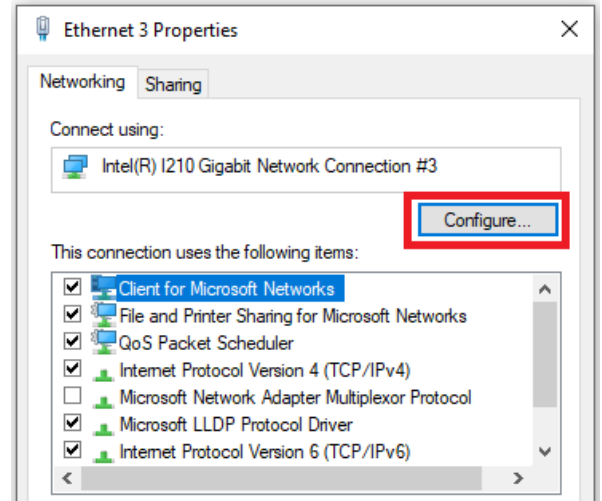 Ethernet 3 Properties
Networking
Sharing
Connect using:
Intel(R) I210 Gigabit Network Connection #3
Configure...
This connection uses the following items:
Client for Microsoft Networks
File and Printer Sharing for Microsoft Networks
QoS Packet Scheduler
Internet Protocol Version 4 (TCP/IPv4)
Microsoft Network Adapter Multiplexor Protocol
Microsoft LLDP Protocol Driver
Internet Protocol Version 6 (TCP/IPv6)